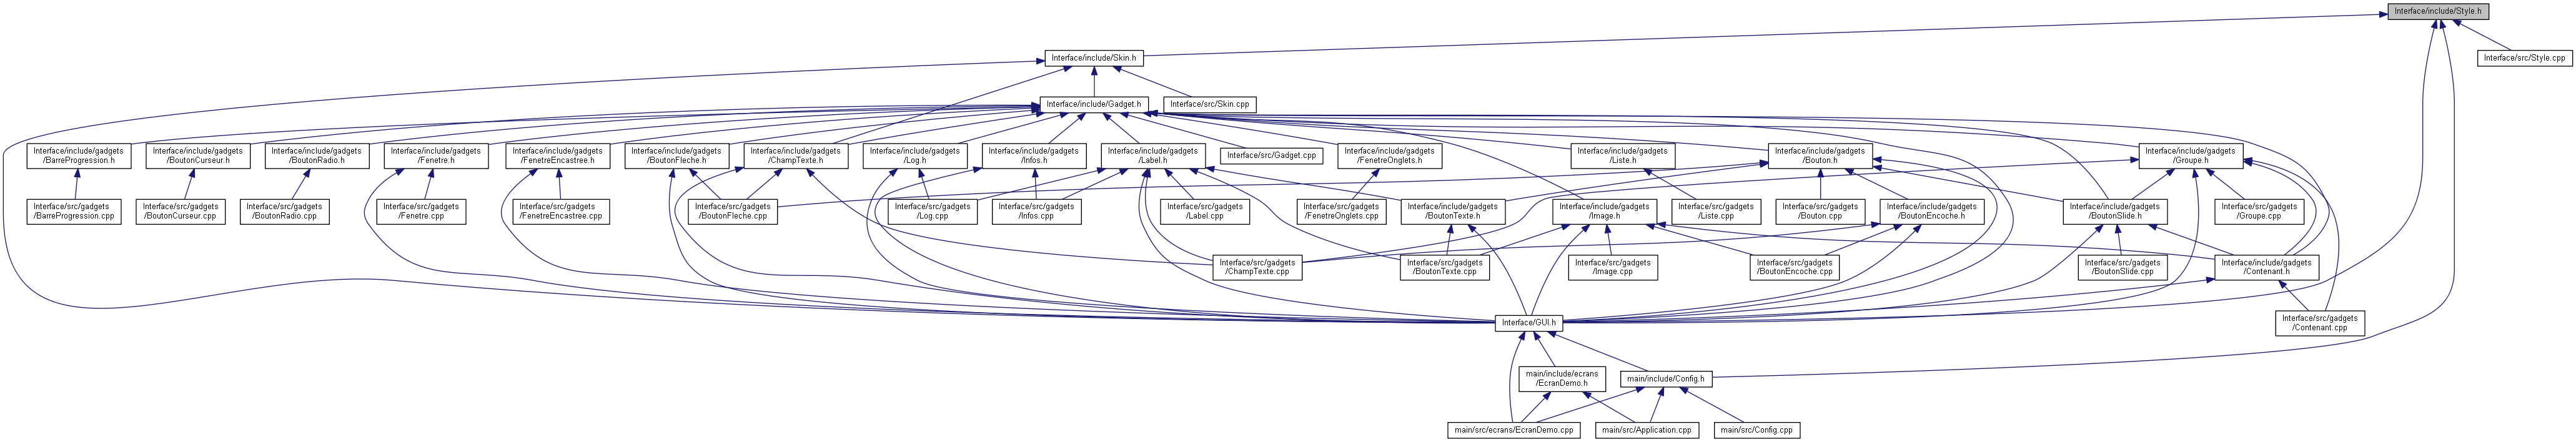 Interface/include/Style.h
Interface/include/Skin.h
Interface/src/Style.cpp
Interface/include/Gadget.h
Interface/src/Skin.cpp
Interface/include/gadgets
/BarreProgression.h
Interface/include/gadgets
/BoutonCurseur.h
Interface/include/gadgets
/BoutonRadio.h
Interface/include/gadgets
/Fenetre.h
Interface/include/gadgets
/FenetreEncastree.h
Interface/include/gadgets
/BoutonFleche.h
Interface/include/gadgets
/ChampTexte.h
Interface/include/gadgets
/Log.h
Interface/include/gadgets
/Infos.h
Interface/include/gadgets
/Label.h
Interface/src/Gadget.cpp
Interface/include/gadgets
/FenetreOnglets.h
Interface/include/gadgets
/Liste.h
Interface/include/gadgets
/Bouton.h
Interface/include/gadgets
/Groupe.h
Interface/src/gadgets
/BarreProgression.cpp
Interface/src/gadgets
/BoutonCurseur.cpp
Interface/src/gadgets
/BoutonRadio.cpp
Interface/src/gadgets
/Fenetre.cpp
Interface/src/gadgets
/FenetreEncastree.cpp
Interface/src/gadgets
/BoutonFleche.cpp
Interface/src/gadgets
/Log.cpp
Interface/src/gadgets
/Infos.cpp
Interface/src/gadgets
/Label.cpp
Interface/src/gadgets
/FenetreOnglets.cpp
Interface/include/gadgets
/BoutonTexte.h
Interface/include/gadgets
/Image.h
Interface/src/gadgets
/Liste.cpp
Interface/src/gadgets
/Bouton.cpp
Interface/include/gadgets
/BoutonEncoche.h
Interface/include/gadgets
/BoutonSlide.h
Interface/src/gadgets
/Groupe.cpp
Interface/src/gadgets
/ChampTexte.cpp
Interface/src/gadgets
/BoutonTexte.cpp
Interface/src/gadgets
/Image.cpp
Interface/src/gadgets
/BoutonEncoche.cpp
Interface/src/gadgets
/BoutonSlide.cpp
Interface/include/gadgets
/Contenant.h
Interface/GUI.h
Interface/src/gadgets
/Contenant.cpp
main/include/ecrans
/EcranDemo.h
main/include/Config.h
main/src/ecrans/EcranDemo.cpp
main/src/Application.cpp
main/src/Config.cpp